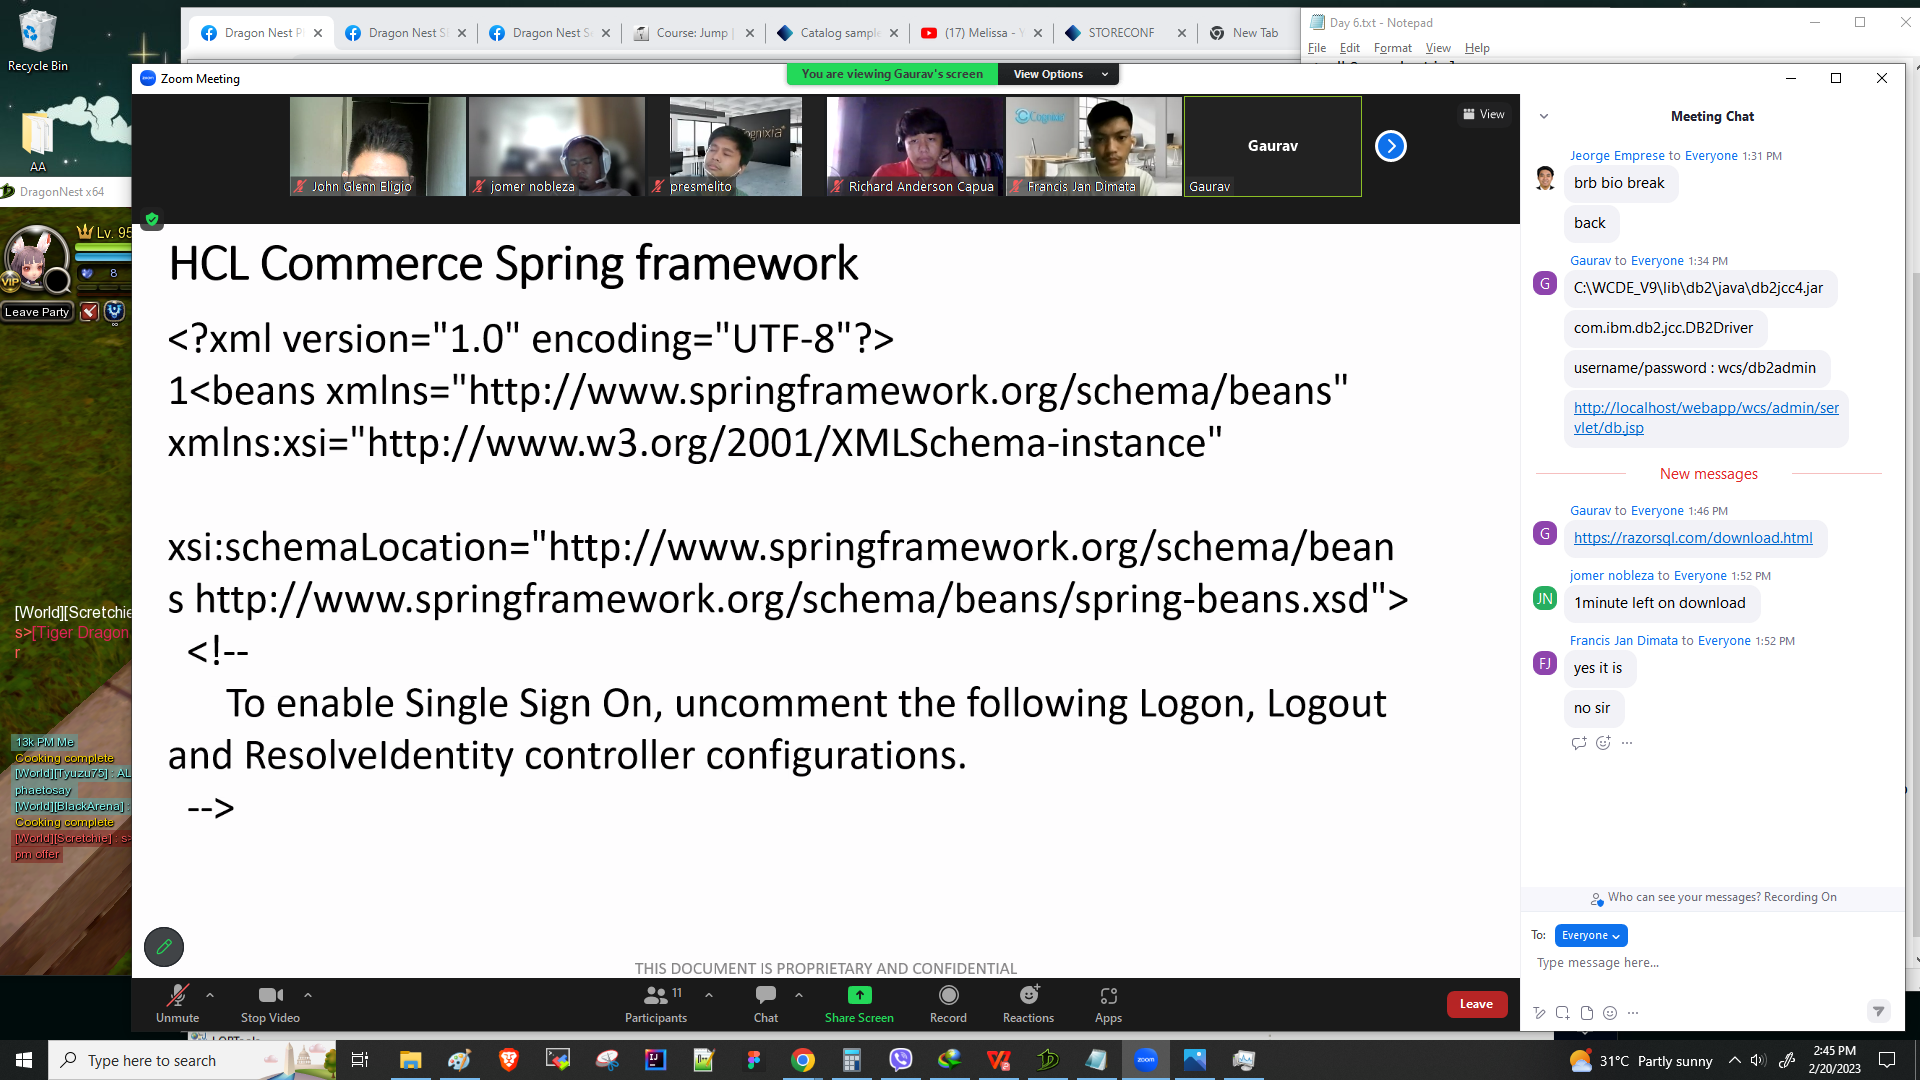 Recycle Bin
AA
Dragon Nest
Dragon Nest
Dragon Nest
Course: Jump
Catalog sample
(17) Melissa -
STORECONF
New Tab
Day 6.txt - Notepad
File Edit Format View Help
Zoom Meeting
You are viewing Gaurav's screen
View Options
DragonNest x64
Lv. 95
VIP
8
Leave Party
John Glenn Eligio
jomer nobleza
presmelito
Richard Anderson Capua
Cognixia
Francis Jan Dimata
Gaurav
Gaurav
View
HCL Commerce Spring framework
<?xml version="1.0" encoding="UTF-8"?>
1<beans xmlns="http://www.springframework.org/schema/beans"
xmlns:xsi="http://www.w3.org/2001/XMLSchema-instance"
xsi:schemaLocation="http://www.springframework.org/schema/bean
s http://www.springframework.org/schema/beans/spring-beans.xsd">
<!--
To enable Single Sign On, uncomment the following Logon, Logout
and ResolveIdentity controller configurations.
-->
THIS DOCUMENT IS PROPRIETARY AND CONFIDENTIAL
[World][Scretchie
s>[Tiger Dragon
r
13k PM Me
Cooking complete
[World][Tyuzu75] : AL
phaetosay
[World][BlackArena] :
Cooking complete
[World][Scretchie] : s>
pm offer
Meeting Chat
Jeorge Emprese to Everyone 1:31 PM
brb bio break
back
Gaurav to Everyone 1:34 PM
G
C:\WCDE_V9\lib\db2\java\db2jcc4.jar
com.ibm.db2.jcc.DB2Driver
username/password : wcs/db2admin
http://localhost/webapp/wcs/admin/ser
vlet/db.jsp
New messages
Gaurav to Everyone 1:46 PM
G
https://razorsql.com/download.html
jomer nobleza to Everyone 1:52 PM
JN
1minute left on download
Francis Jan Dimata to Everyone 1:52 PM
FJ
yes it is
no sir
Who can see your messages? Recording On
To: Everyone
Type message here...
Unmute
Stop Video
Participants 11
Chat
Share Screen
Record
Reactions
Apps
Leave
Type here to search
31°C Partly sunny
2:45 PM
2/20/2023